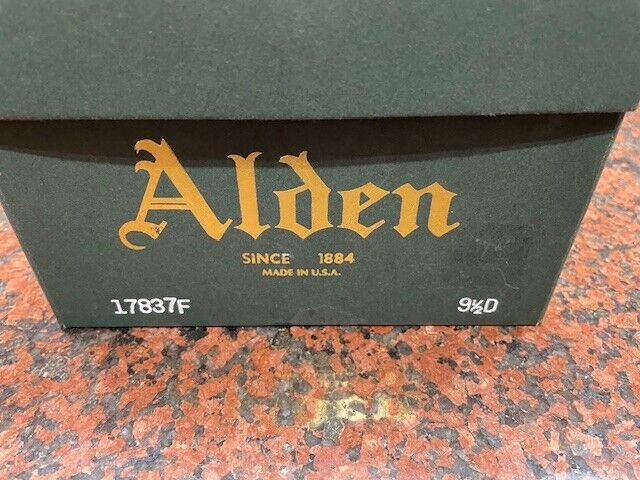 Alden
SINCE 1884
MADE IN U.S.A.
17837F 9½D